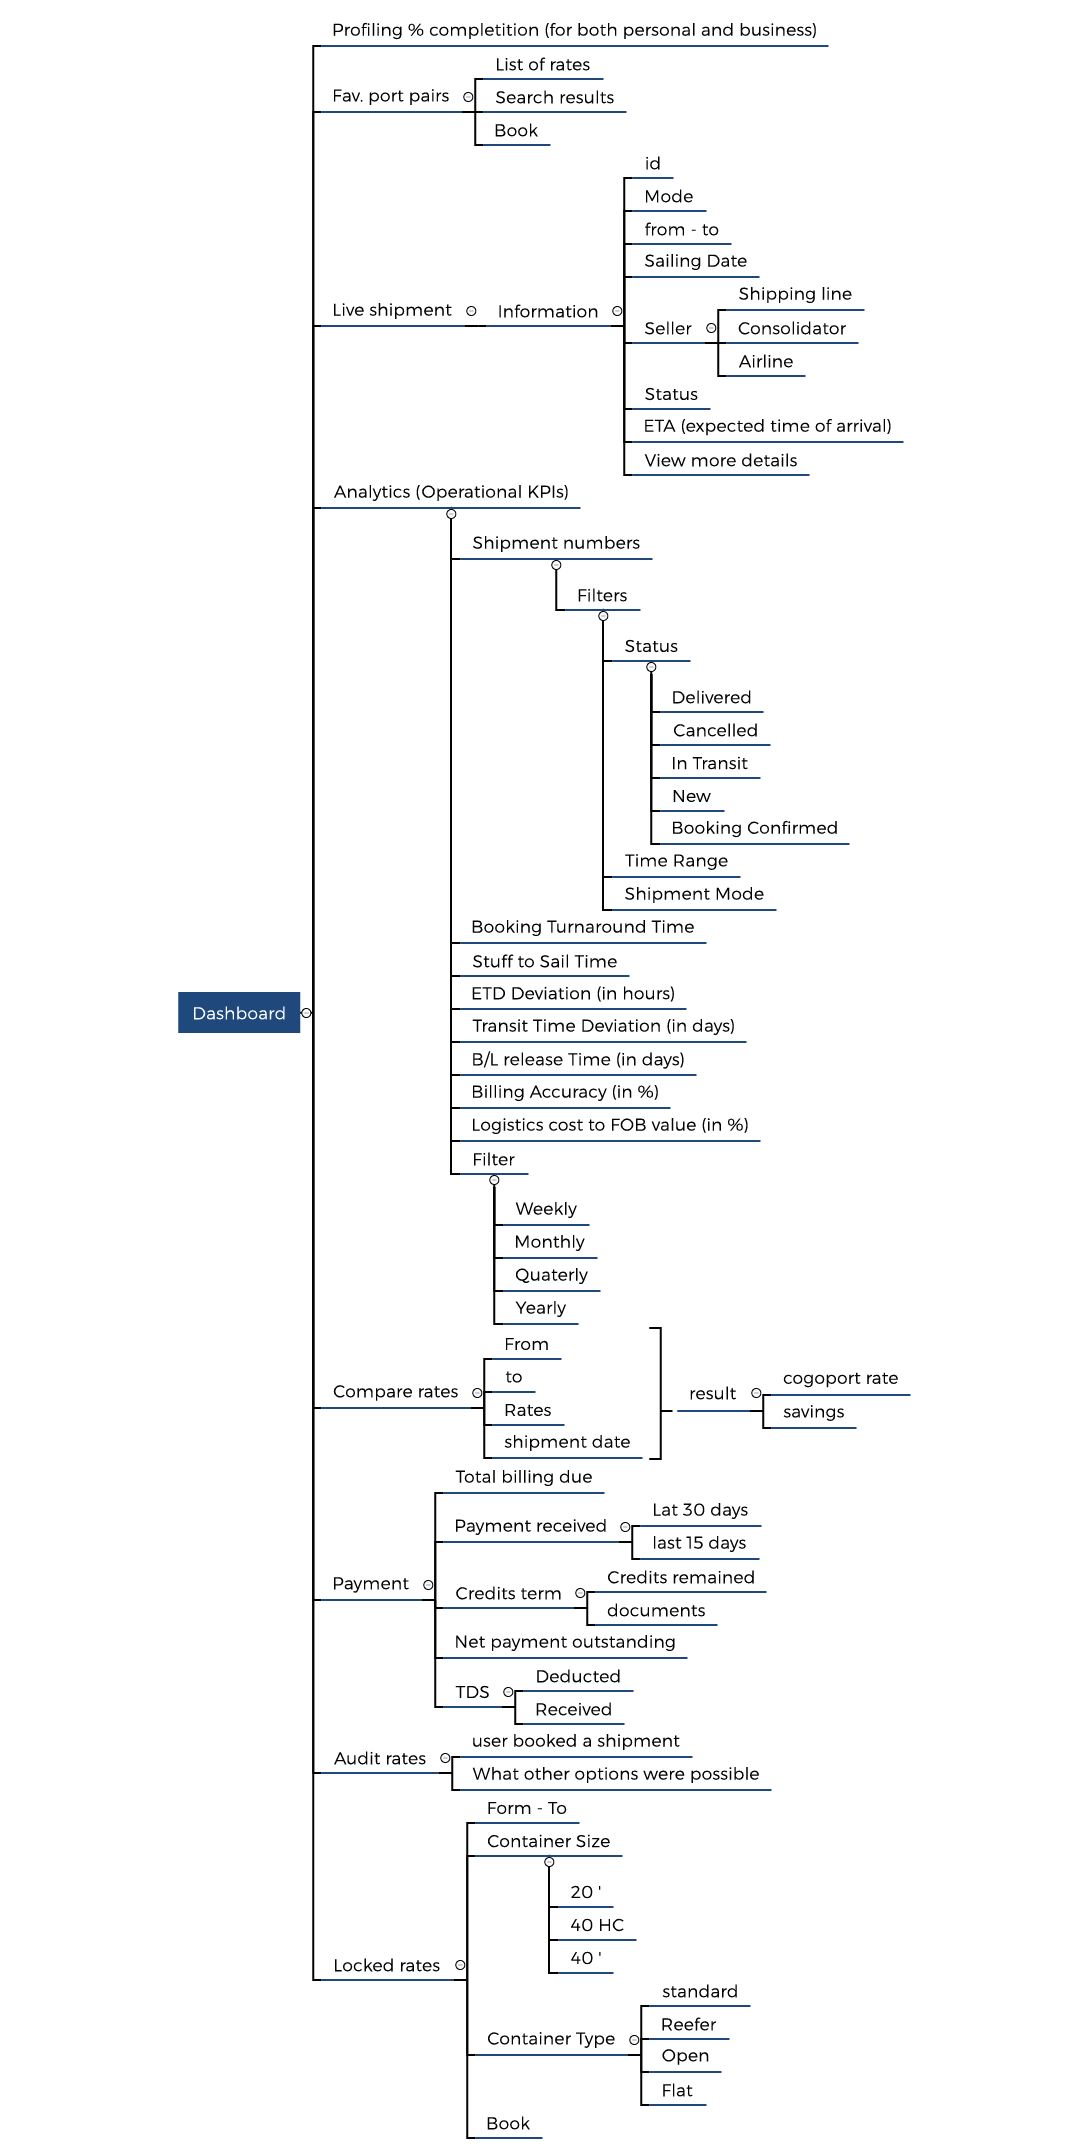 Profiling % completition (for both personal and business)
List of rates
Fav. port pairs
Search results
Book
id
Mode
from - to
Sailing Date
Shipping line
Live shipment
Information
Seller
Consolidator
Airline
Status
ETA (expected time of arrival)
View more details
Analytics (Operational KPIs)
Shipment numbers
Filters
Status
Delivered
Cancelled
In Transit
New
Booking Confirmed
Time Range
Shipment Mode
Booking Turnaround Time
Stuff to Sail Time
ETD Deviation (in hours)
Dashboard
Transit Time Deviation (in days)
B/L release Time (in days)
Billing Accuracy (in %)
Logistics cost to FOB value (in %)
Filter
Weekly
Monthly
Quaterly
Yearly
From
to
Compare rates
Rates
shipment date
result
cogoport rate
savings
Total billing due
Payment received
Lat 30 days
last 15 days
Payment
Credits term
Credits remained
documents
Net payment outstanding
TDS
Deducted
Received
Audit rates
user booked a shipment
What other options were possible
Form - To
Container Size
20 '
40 HC
40 '
Locked rates
Container Type
standard
Reefer
Open
Flat
Book